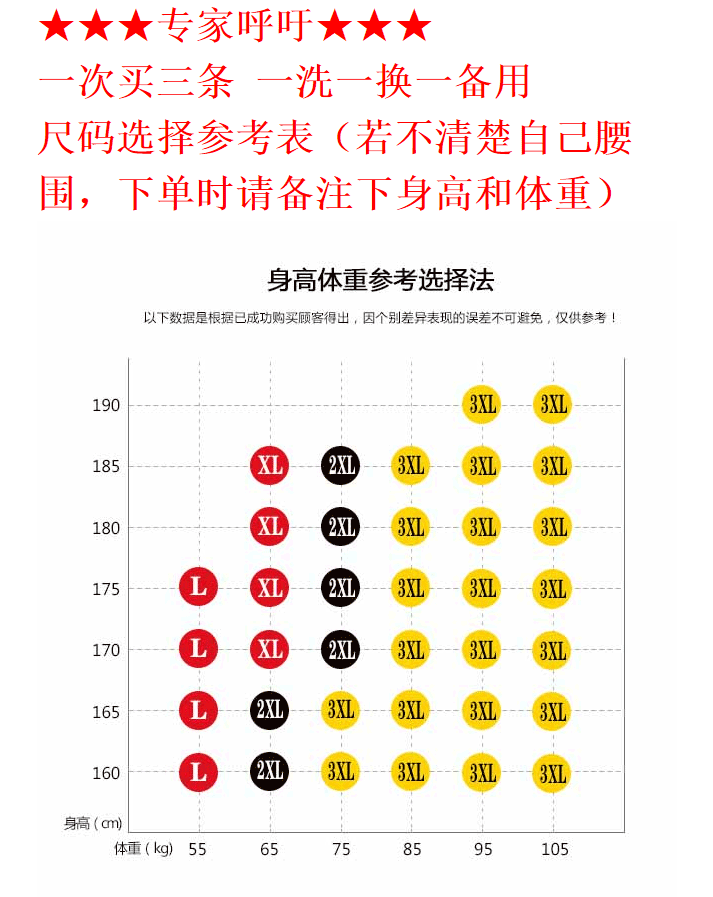 ★★★专家呼吁★★★
一次买三条 一洗一换一备用
尺码选择参考表（若不清楚自己腰
围，下单时请备注下身高和体重）
身高体重参考选择法
以下数据是根据已成功购买顾客得出，因个别差异表现的误差不可避免，仅供参考！
190 3XL 3XL
185 XL 2XL 3XL 3XL 3XL
180 XL 2XL 3XL 3XL 3XL
175 L XL 2XL 3XL 3XL 3XL
170 L XL 2XL 3XL 3XL 3XL
165 L 2XL 3XL 3XL 3XL 3XL
160 L 2XL 3XL 3XL 3XL 3XL
身高（cm）
体重（kg） 55 65 75 85 95 105